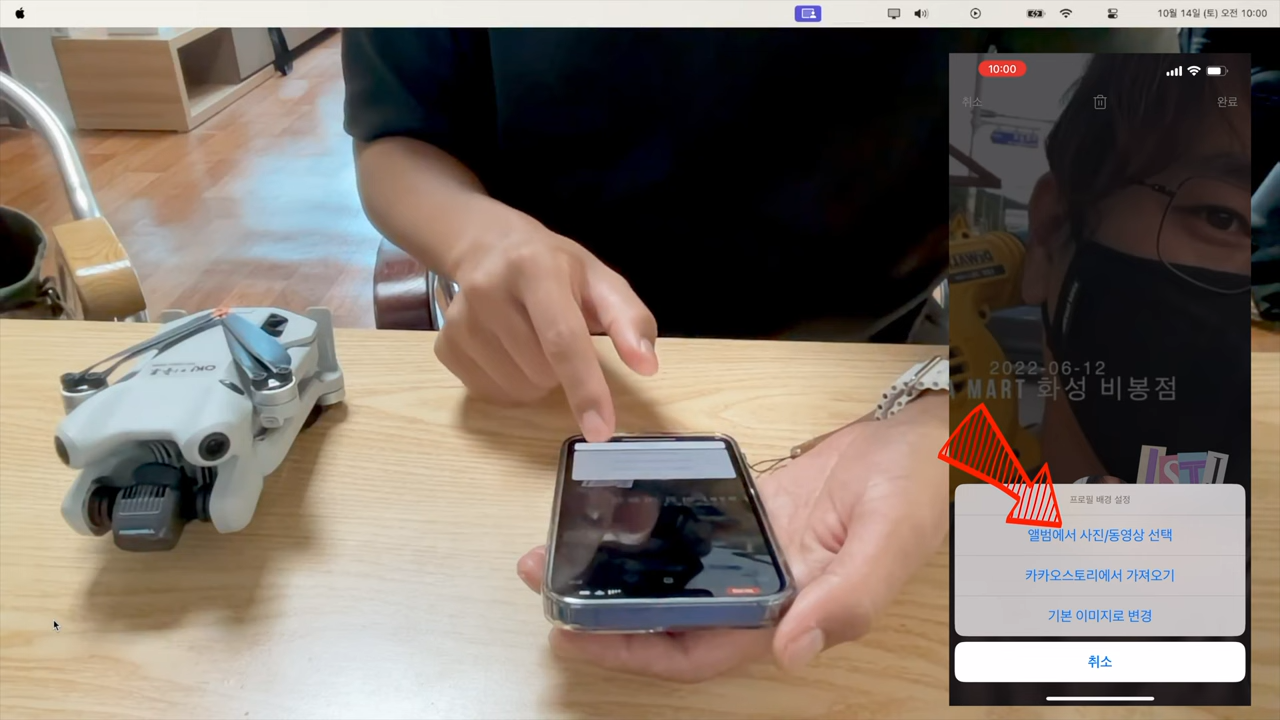 10월 14일 (토) 오전 10:00
10:00
취소
완료
2022-06-12
MART 화성 비봉점
프로필 배경 설정
앨범에서 사진/동영상 선택
카카오스토리에서 가져오기
기본 이미지로 변경
취소